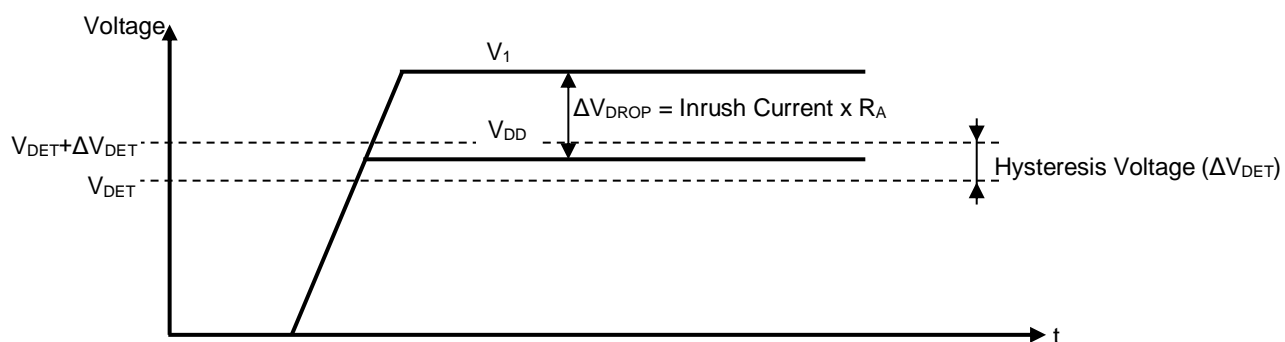 Voltage
V1
ΔVDROP = Inrush Current x RA
VDD
VDET+ΔVDET
Hysteresis Voltage (ΔVDET)
VDET
t